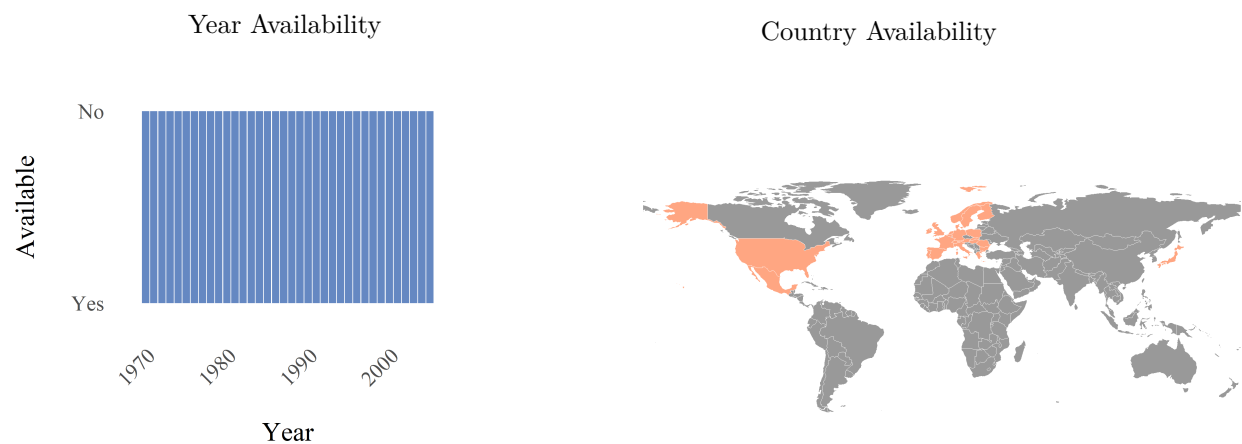 Year Availability
Country Availability
No
Available
Yes
1970
1980
1990
2000
Year